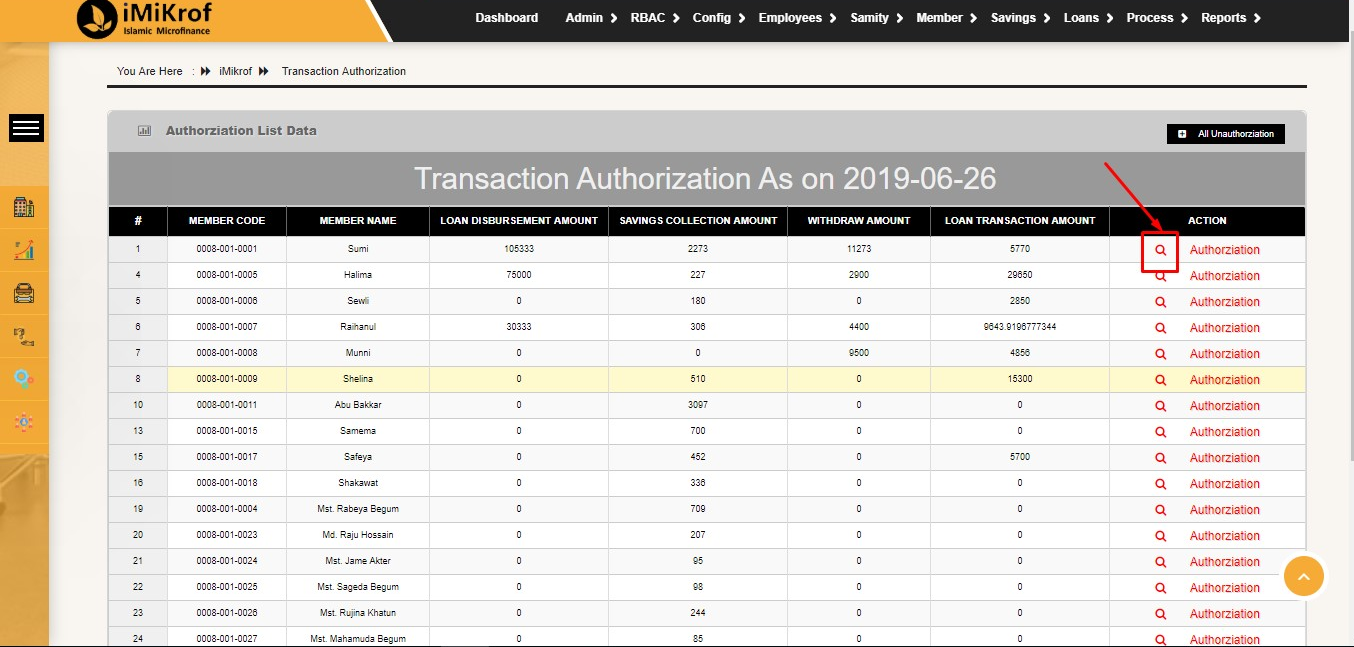 iMiKrof
Islamic Microfinance
Dashboard Admin RBAC Config Employees Samity Member Savings Loans Process Reports
You Are Here : iMikrof Transaction Authorization
Authorziation List Data
All Unauthorziation
Transaction Authorization As on 2019-06-26
# MEMBER CODE MEMBER NAME LOAN DISBURSEMENT AMOUNT SAVINGS COLLECTION AMOUNT WITHDRAW AMOUNT LOAN TRANSACTION AMOUNT ACTION
1 0008-001-0001 Sumi 105333 2273 11273 5770 Authorziation
4 0008-001-0005 Halima 75000 227 2900 29650 Authorziation
5 0008-001-0006 Sewli 0 180 0 2850 Authorziation
6 0008-001-0007 Raihanul 30333 306 4400 9643.9196777344 Authorziation
7 0008-001-0008 Munni 0 0 9500 4856 Authorziation
8 0008-001-0009 Shelina 0 510 0 15300 Authorziation
10 0008-001-0011 Abu Bakkar 0 3097 0 0 Authorziation
13 0008-001-0015 Samema 0 700 0 0 Authorziation
15 0008-001-0017 Safeya 0 452 0 5700 Authorziation
16 0008-001-0018 Shakawat 0 336 0 0 Authorziation
19 0008-001-0004 Mst. Rabeya Begum 0 709 0 0 Authorziation
20 0008-001-0023 Md. Raju Hossain 0 207 0 0 Authorziation
21 0008-001-0024 Mst. Jame Akter 0 95 0 0 Authorziation
22 0008-001-0025 Mst. Sageda Begum 0 98 0 0 Authorziation
23 0008-001-0026 Mst. Rujina Khatun 0 244 0 0 Authorziation
24 0008-001-0027 Mst. Mahamuda Begum 0 85 0 0 Authorziation